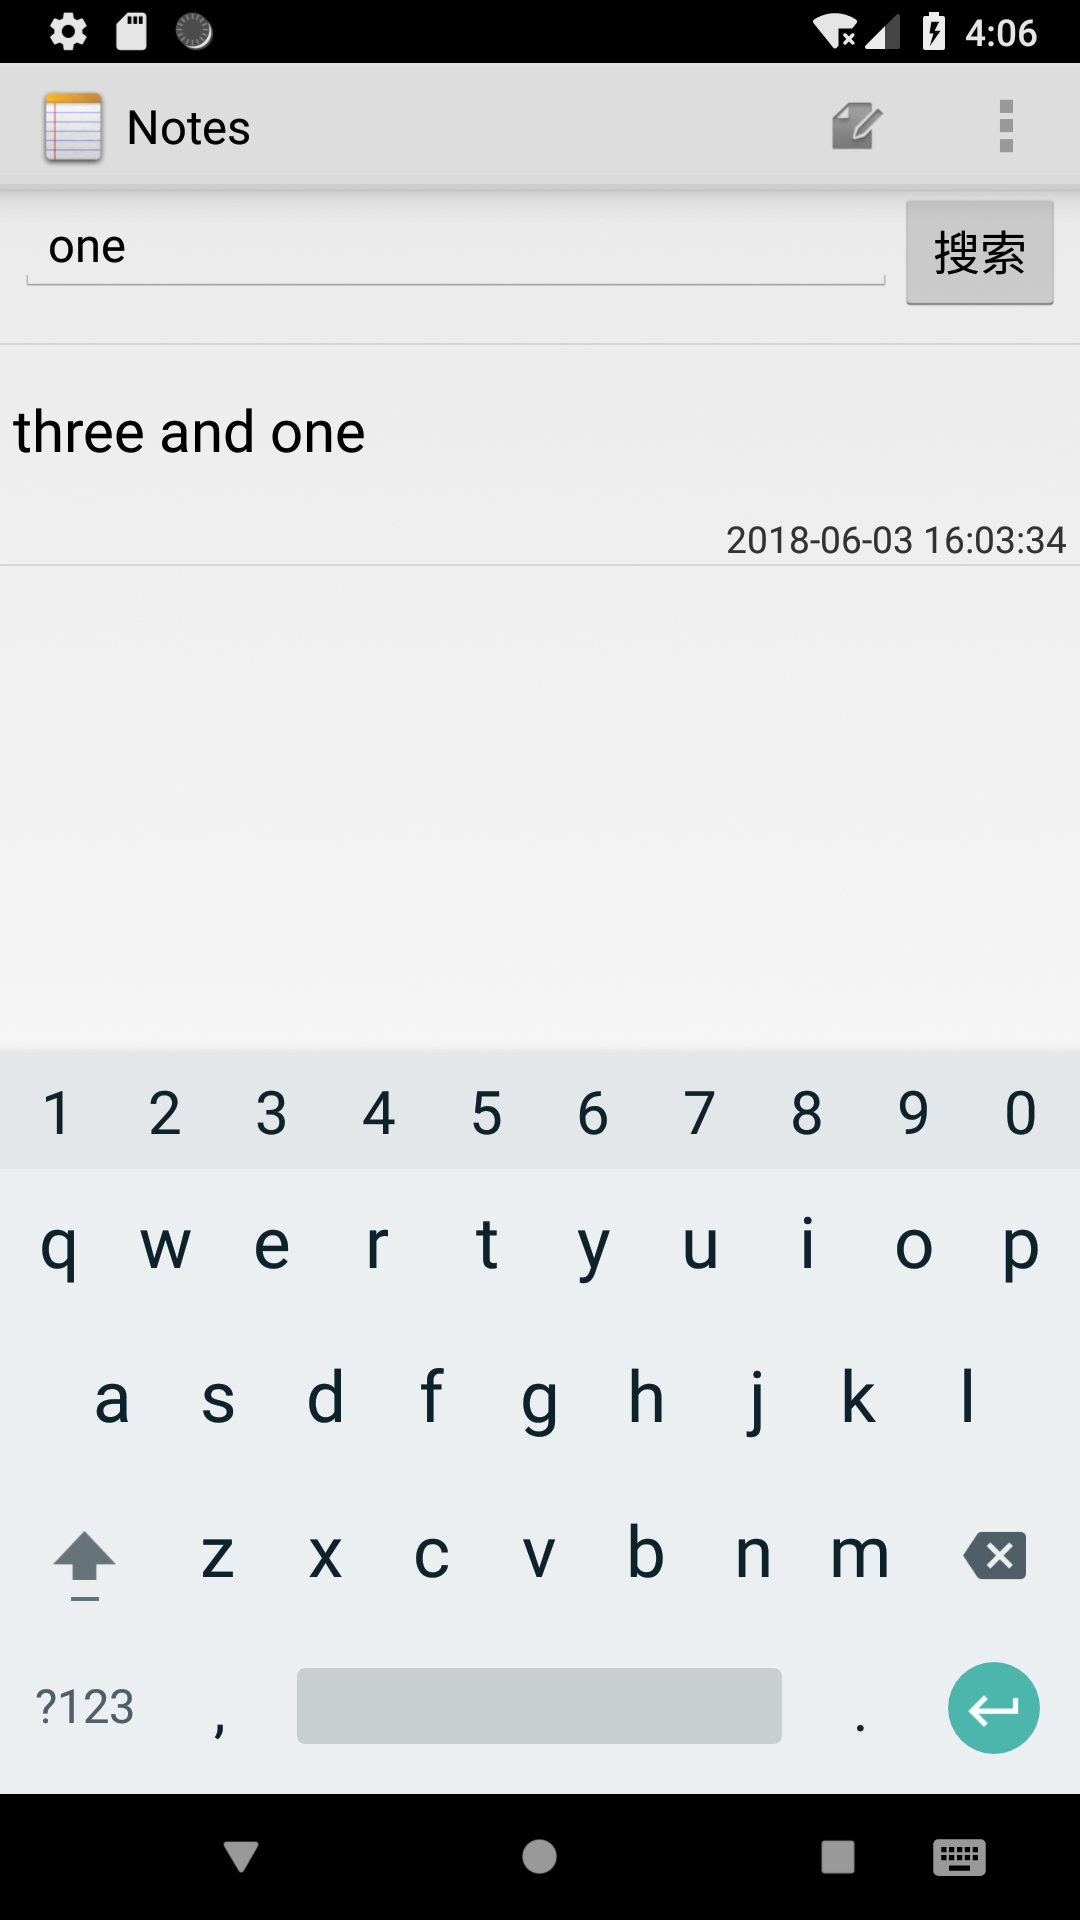 4:06
Notes
one
搜索
three and one
2018-06-03 16:03:34
1 2 3 4 5 6 7 8 9 0
q w e r t y u i o p
a s d f g h j k l
z x c v b n m
?123 , .